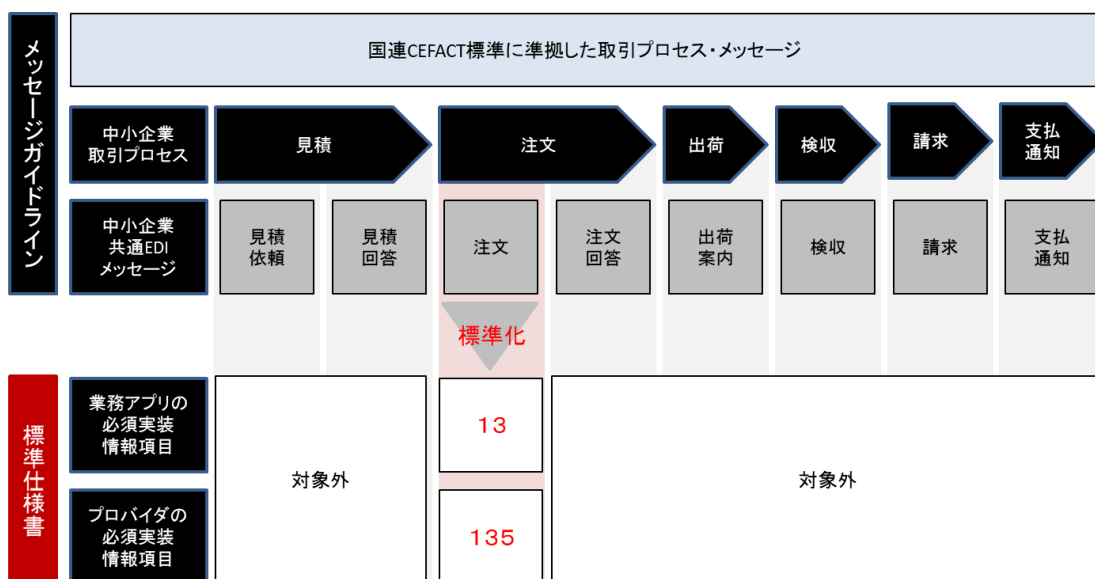 メッセージガイドライン
国連CEFACT標準に準拠した取引プロセス・メッセージ
中小企業
取引プロセス
見積
注文
出荷
検収
請求
支払
通知
中小企業
共通EDI
メッセージ
見積
依頼
見積
回答
注文
注文
回答
出荷
案内
検収
請求
支払
通知
標準化
標準仕様書
業務アプリの
必須実装
情報項目
対象外
13
対象外
プロバイダの
必須実装
情報項目
135